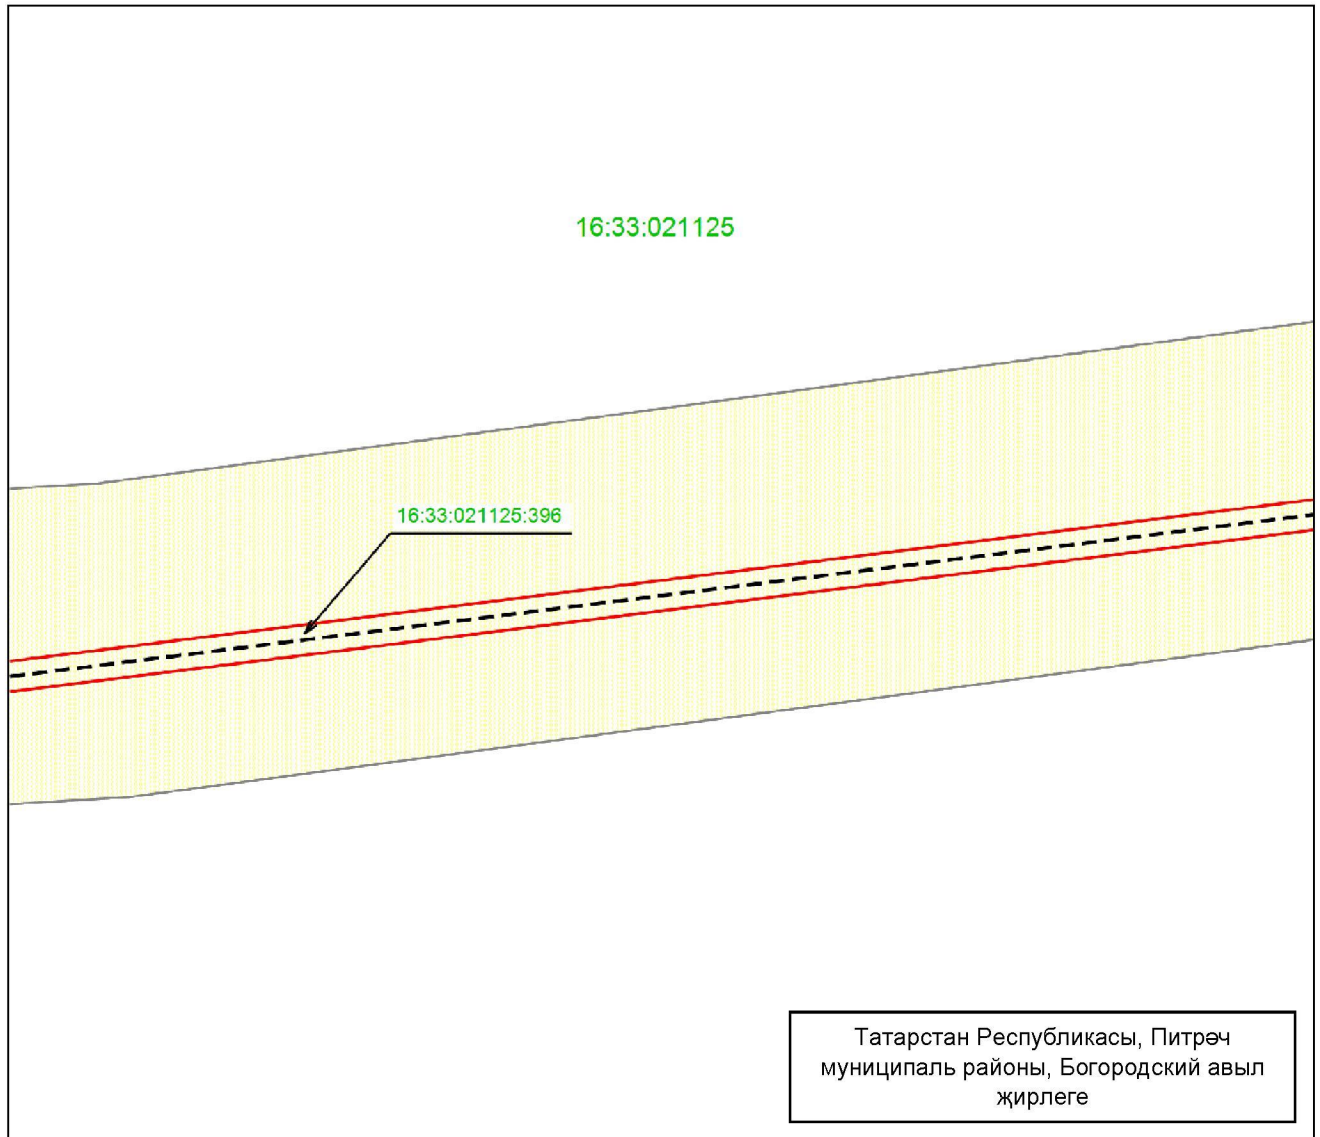 16:33:021125
16:33:021125:396
Татарстан Республикасы, Питрәч
муниципаль районы, Богородский авыл
җирлеге